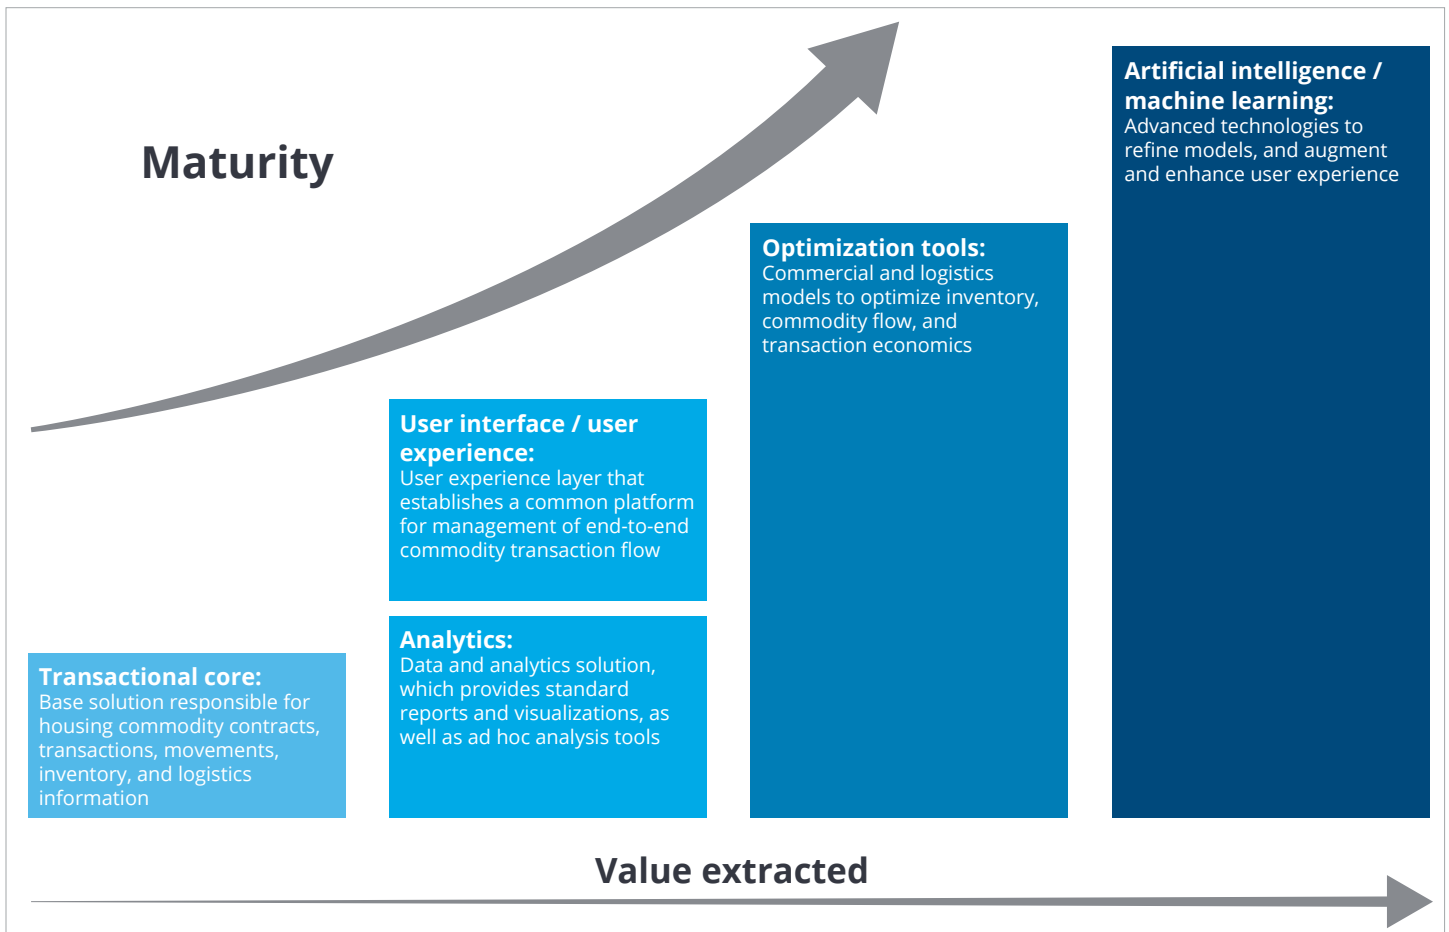 Maturity
Artificial intelligence /
machine learning:
Advanced technologies to
refine models, and augment
and enhance user experience
Optimization tools:
Commercial and logistics
models to optimize inventory,
commodity flow, and
transaction economics
User interface / user
experience:
User experience layer that
establishes a common platform
for management of end-to-end
commodity transaction flow
Analytics:
Data and analytics solution,
which provides standard
reports and visualizations, as
well as ad hoc analysis tools
Transactional core:
Base solution responsible for
housing commodity contracts,
transactions, movements,
inventory, and logistics
information
Value extracted